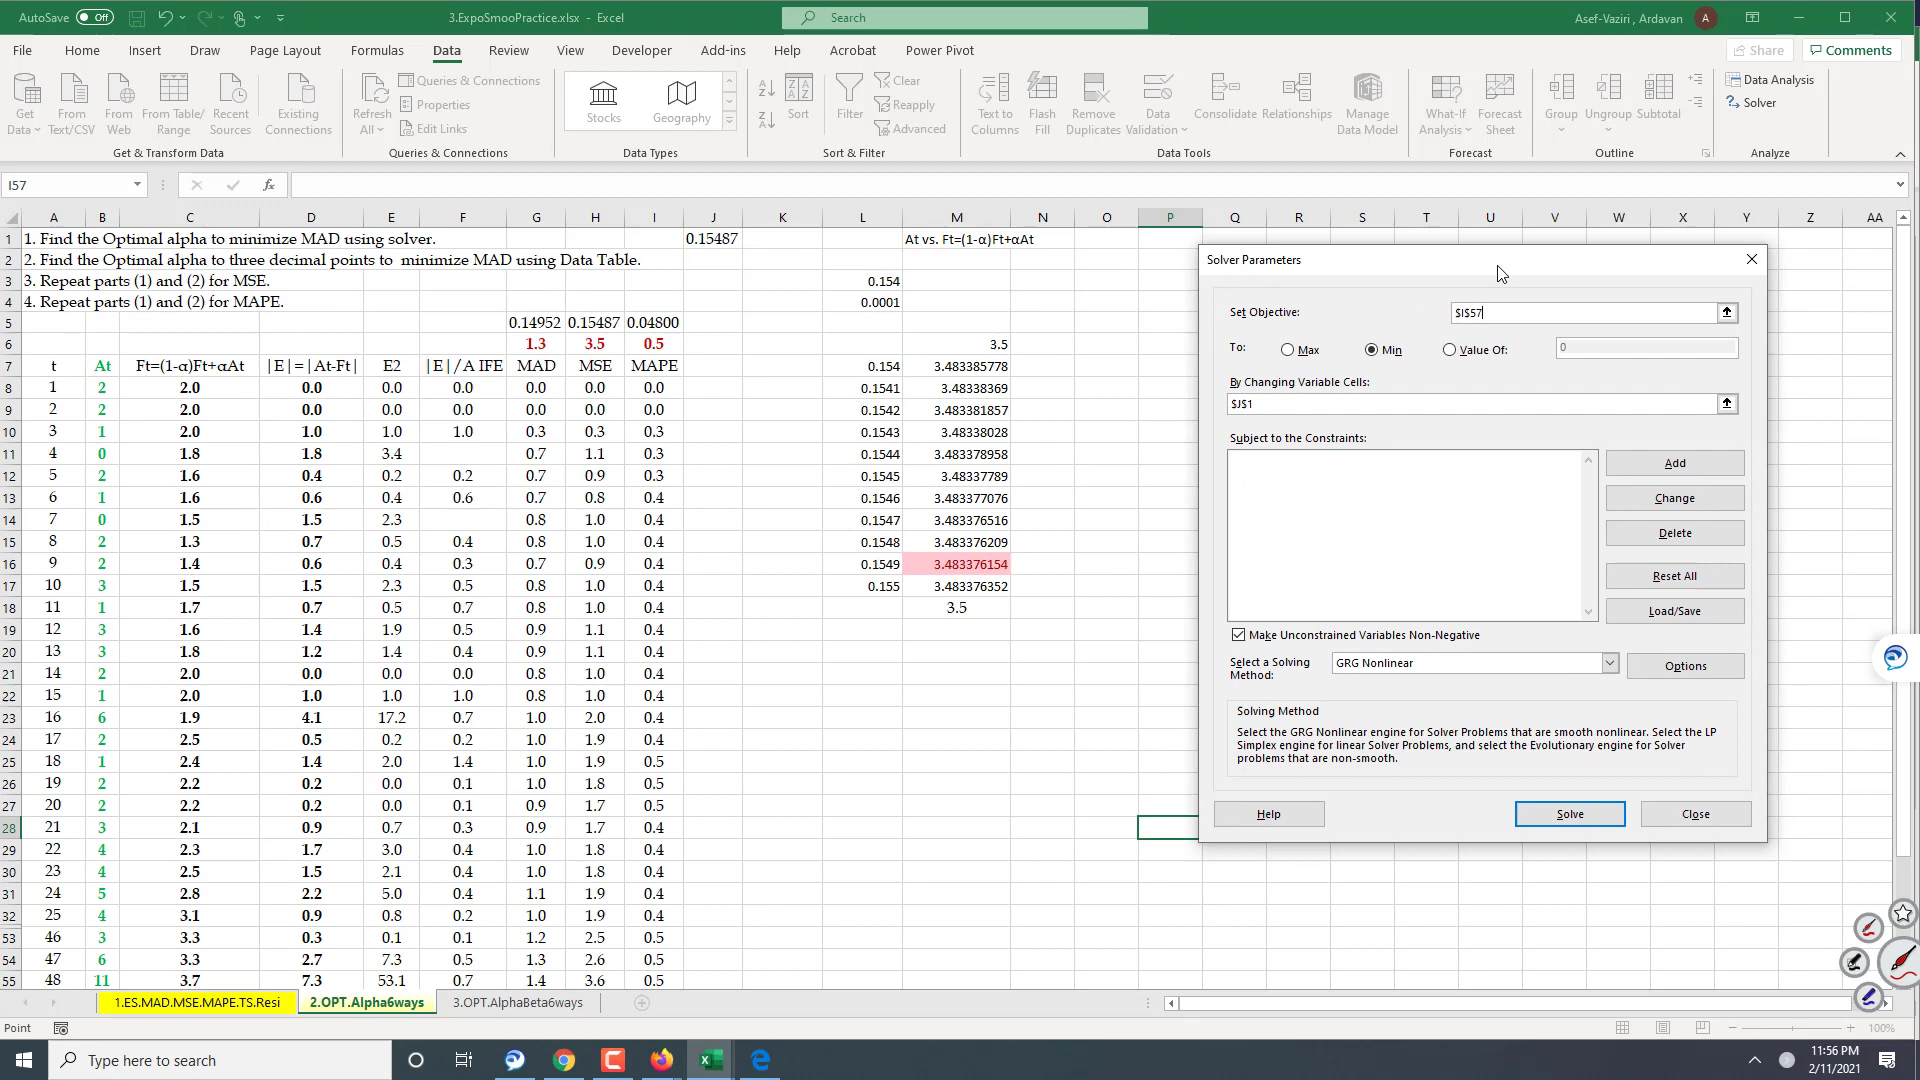 AutoSave Off 3.ExpoSmooPractice.xlsx - Excel Search Asef-Vaziri , Ardavan A
File Home Insert Draw Page Layout Formulas Data Review View Developer Add-ins Help Acrobat Power Pivot Share Comments
Get Data From Text/CSV From Web From Table/ Range Recent Sources Existing Connections Refresh All Queries & Connections Properties Edit Links Stocks Geography Sort Filter Clear Reapply Advanced Text to Columns Flash Fill Remove Duplicates Data Validation Consolidate Relationships Manage Data Model What-If Analysis Forecast Sheet Group Ungroup Subtotal Data Analysis Solver
Get & Transform Data Queries & Connections Data Types Sort & Filter Data Tools Forecast Outline Analyze
I57 fx
A B C D E F G H I J K L M N O P Q R S T U V W X Y Z AA
1 1. Find the Optimal alpha to minimize MAD using solver. 0.15487 At vs. Ft=(1-α)Ft+αAt
2 2. Find the Optimal alpha to three decimal points to minimize MAD using Data Table.
3 3. Repeat parts (1) and (2) for MSE. 0.154
4 4. Repeat parts (1) and (2) for MAPE. 0.0001
5 0.14952 0.15487 0.04800
6 1.3 3.5 0.5 3.5
7 t At Ft=(1-α)Ft+αAt |E|=|At-Ft| E2 |E|/A IFE MAD MSE MAPE 0.154 3.483385778
8 1 2 2.0 0.0 0.0 0.0 0.0 0.0 0.0 0.1541 3.48338369
9 2 2 2.0 0.0 0.0 0.0 0.0 0.0 0.0 0.1542 3.483381857
10 3 1 2.0 1.0 1.0 1.0 0.3 0.3 0.3 0.1543 3.48338028
11 4 0 1.8 1.8 3.4 0.7 1.1 0.3 0.1544 3.483378958
12 5 2 1.6 0.4 0.2 0.2 0.7 0.9 0.3 0.1545 3.48337789
13 6 1 1.6 0.6 0.4 0.6 0.7 0.8 0.4 0.1546 3.483377076
14 7 0 1.5 1.5 2.3 0.8 1.0 0.4 0.1547 3.483376516
15 8 2 1.3 0.7 0.5 0.4 0.8 1.0 0.4 0.1548 3.483376209
16 9 2 1.4 0.6 0.4 0.3 0.7 0.9 0.4 0.1549 3.483376154
17 10 3 1.5 1.5 2.3 0.5 0.8 1.0 0.4 0.155 3.483376352
18 11 1 1.7 0.7 0.5 0.7 0.8 1.0 0.4 3.5
19 12 3 1.6 1.4 1.9 0.5 0.9 1.1 0.4
20 13 3 1.8 1.2 1.4 0.4 0.9 1.1 0.4
21 14 2 2.0 0.0 0.0 0.0 0.8 1.0 0.4
22 15 1 2.0 1.0 1.0 1.0 0.8 1.0 0.4
23 16 6 1.9 4.1 17.2 0.7 1.0 2.0 0.4
24 17 2 2.5 0.5 0.2 0.2 1.0 1.9 0.4
25 18 1 2.4 1.4 2.0 1.4 1.0 1.9 0.5
26 19 2 2.2 0.2 0.0 0.1 1.0 1.8 0.5
27 20 2 2.2 0.2 0.0 0.1 0.9 1.7 0.5
28 21 3 2.1 0.9 0.7 0.3 0.9 1.7 0.4
29 22 4 2.3 1.7 3.0 0.4 1.0 1.8 0.4
30 23 4 2.5 1.5 2.1 0.4 1.0 1.8 0.4
31 24 5 2.8 2.2 5.0 0.4 1.1 1.9 0.4
32 25 4 3.1 0.9 0.8 0.2 1.0 1.9 0.4
53 46 3 3.3 0.3 0.1 0.1 1.2 2.5 0.5
54 47 6 3.3 2.7 7.3 0.5 1.3 2.6 0.5
55 48 11 3.7 7.3 53.1 0.7 1.4 3.6 0.5
Solver Parameters
Set Objective: $I$57
To: Max Min Value Of: 0
By Changing Variable Cells:
$J$1
Subject to the Constraints:
Add
Change
Delete
Reset All
Load/Save
Make Unconstrained Variables Non-Negative
Select a Solving Method: GRG Nonlinear Options
Solving Method
Select the GRG Nonlinear engine for Solver Problems that are smooth nonlinear. Select the LP
Simplex engine for linear Solver Problems, and select the Evolutionary engine for Solver
problems that are non-smooth.
Help Solve Close
1.ES.MAD.MSE.MAPE.TS.Resi 2.OPT.Alpha6ways 3.OPT.AlphaBeta6ways
Point 100%
Type here to search 11:56 PM
2/11/2021